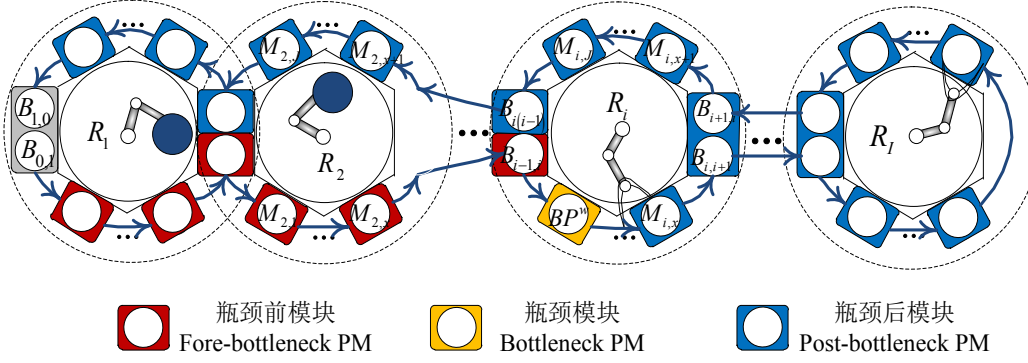 M2,J
M2,x+1
Mi,J
Mi,x+1
B1,0
B0,1
R1
R2
Bi(i-1)
Bi-1,i
Ri
Bi+1,i
Bi,i+1
RI
M2,1
M2,x
BPw
Mi,x
瓶颈前模块
Fore-bottleneck PM
瓶颈模块
Bottleneck PM
瓶颈后模块
Post-bottleneck PM